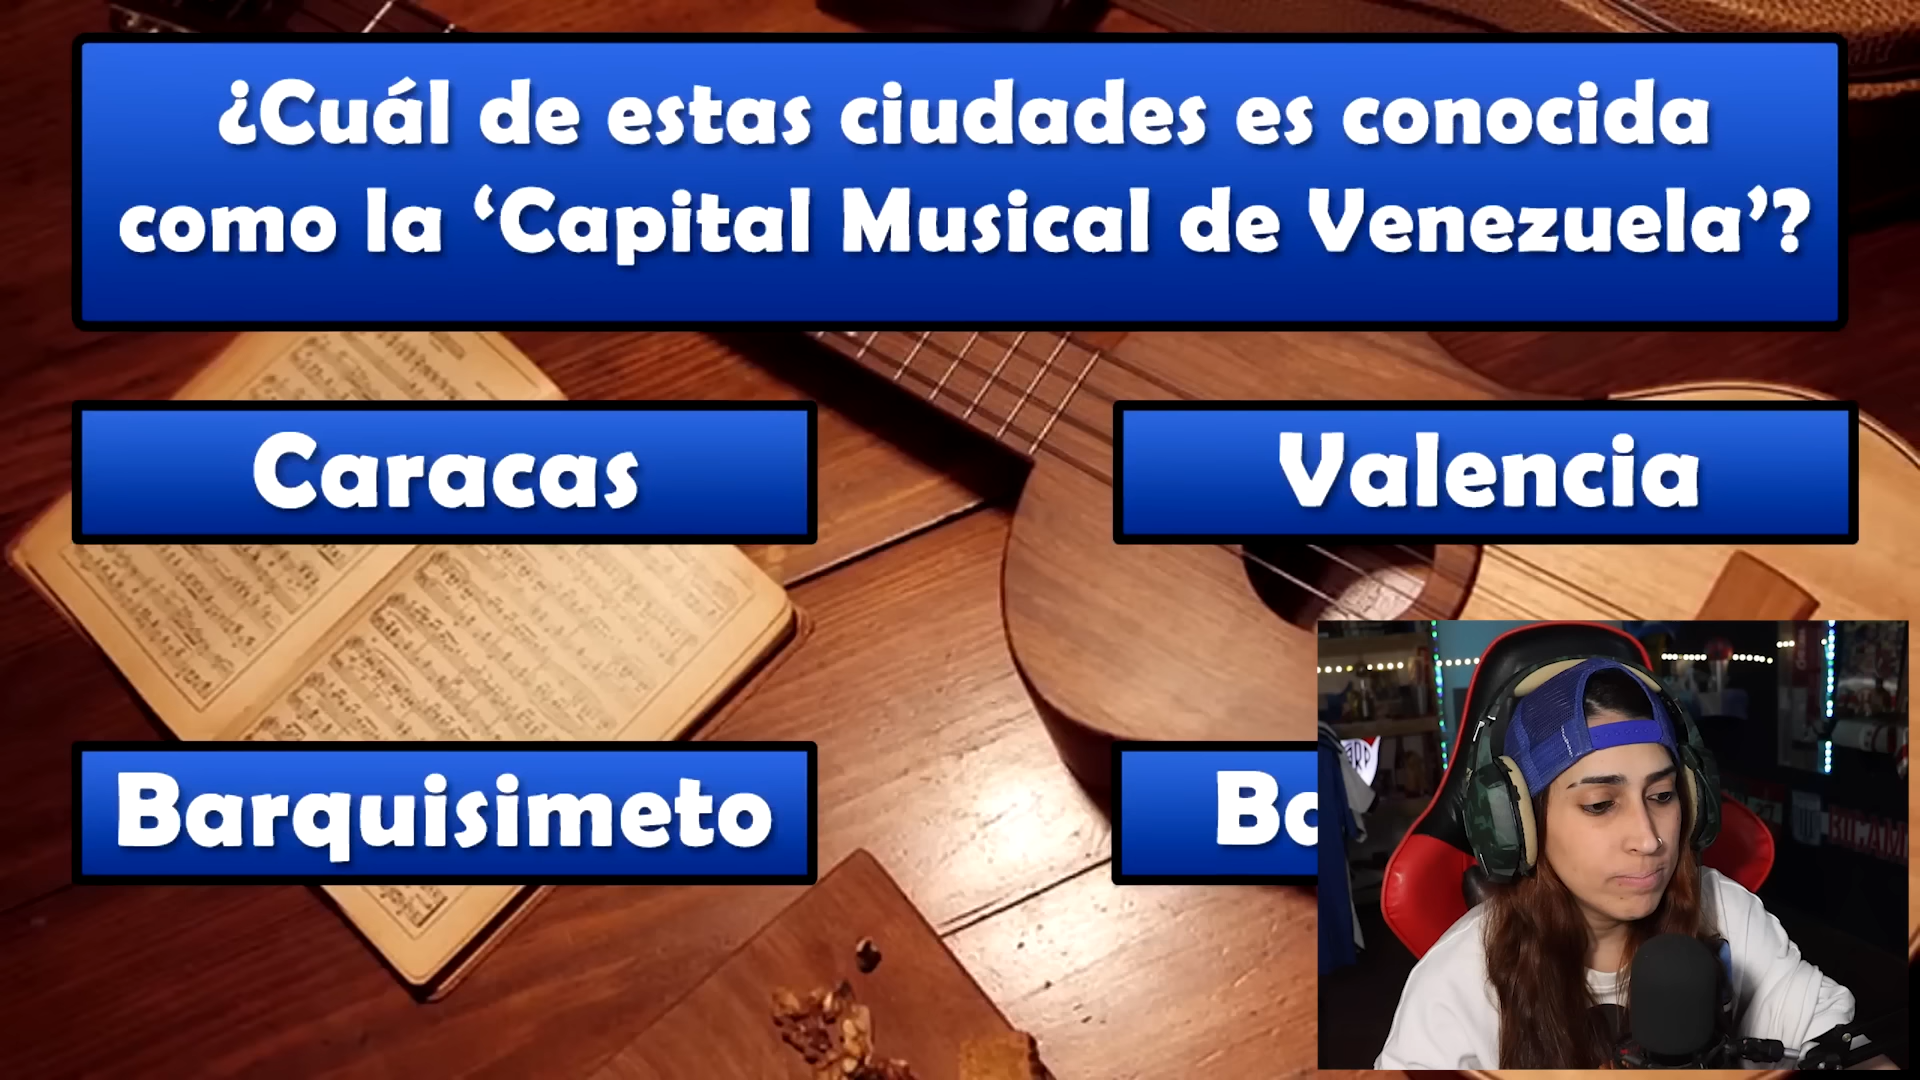 ¿Cuál de estas ciudades es conocida
como la ‘Capital Musical de Venezuela’?
Caracas
Valencia
Barquisimeto